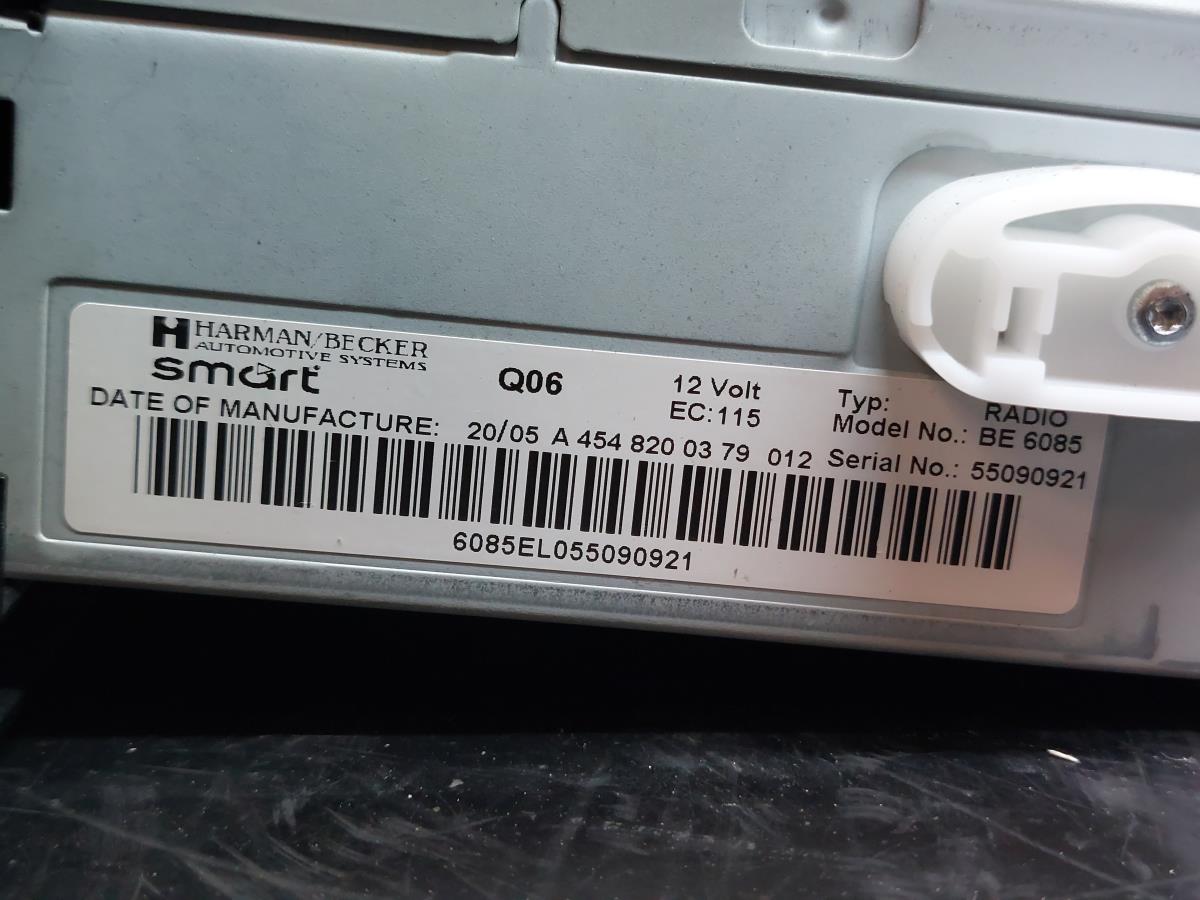 HARMAN/BECKER
AUTOMOTIVE SYSTEMS
smart Q06 12 Volt Typ: RADIO
EC:115 Model No.: BE 6085
DATE OF MANUFACTURE: 20/05 A 454 820 03 79 012 Serial No.: 55090921
6085EL055090921